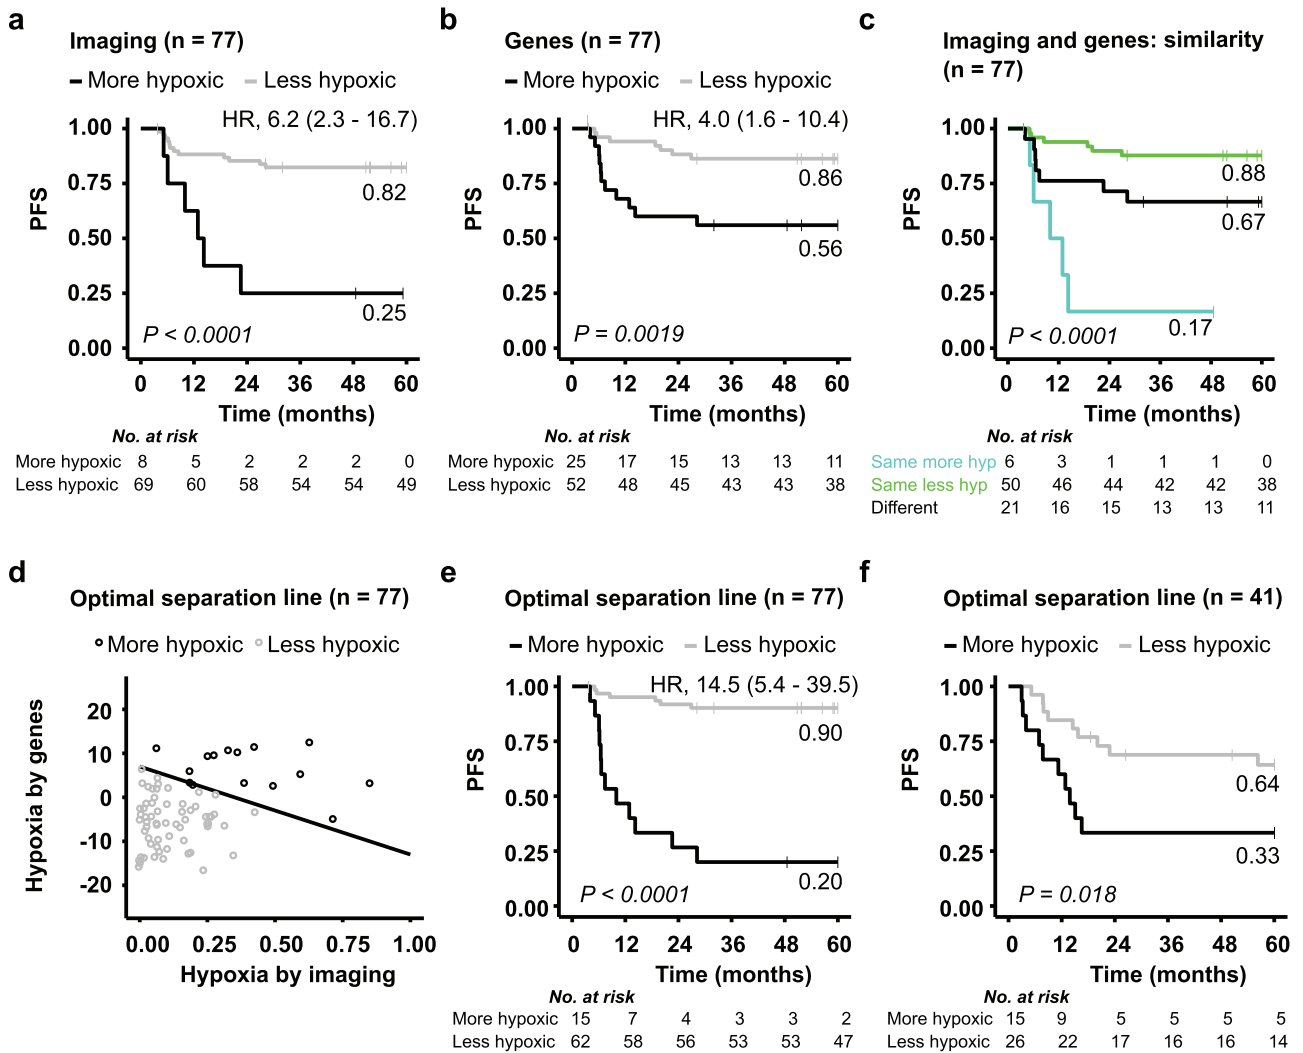 a
Imaging (n = 77)
More hypoxic Less hypoxic
HR, 6.2 (2.3 - 16.7)
PFS
1.00
0.75
0.50
0.25
0.00
0.82
0.25
P < 0.0001
0 12 24 36 48 60
Time (months)
No. at risk
More hypoxic 8 5 2 2 2 0
Less hypoxic 69 60 58 54 54 49
b
Genes (n = 77)
More hypoxic Less hypoxic
HR, 4.0 (1.6 - 10.4)
PFS
1.00
0.75
0.50
0.25
0.00
0.86
0.56
P = 0.0019
0 12 24 36 48 60
Time (months)
No. at risk
More hypoxic 25 17 15 13 13 11
Less hypoxic 52 48 45 43 43 38
c
Imaging and genes: similarity
(n = 77)
PFS
1.00
0.75
0.50
0.25
0.00
0.88
0.67
0.17
P < 0.0001
0 12 24 36 48 60
Time (months)
No. at risk
Same more hyp 6 3 1 1 1 0
Same less hyp 50 46 44 42 42 38
Different 21 16 15 13 13 11
d
Optimal separation line (n = 77)
More hypoxic Less hypoxic
Hypoxia by genes
20
10
0
-10
-20
0.00 0.25 0.50 0.75 1.00
Hypoxia by imaging
e
Optimal separation line (n = 77)
More hypoxic Less hypoxic
HR, 14.5 (5.4 - 39.5)
PFS
1.00
0.75
0.50
0.25
0.00
0.90
0.20
P < 0.0001
0 12 24 36 48 60
Time (months)
No. at risk
More hypoxic 15 7 4 3 3 2
Less hypoxic 62 58 56 53 53 47
f
Optimal separation line (n = 41)
More hypoxic Less hypoxic
PFS
1.00
0.75
0.50
0.25
0.00
0.64
0.33
P = 0.018
0 12 24 36 48 60
Time (months)
No. at risk
More hypoxic 15 9 5 5 5 5
Less hypoxic 26 22 17 16 16 14